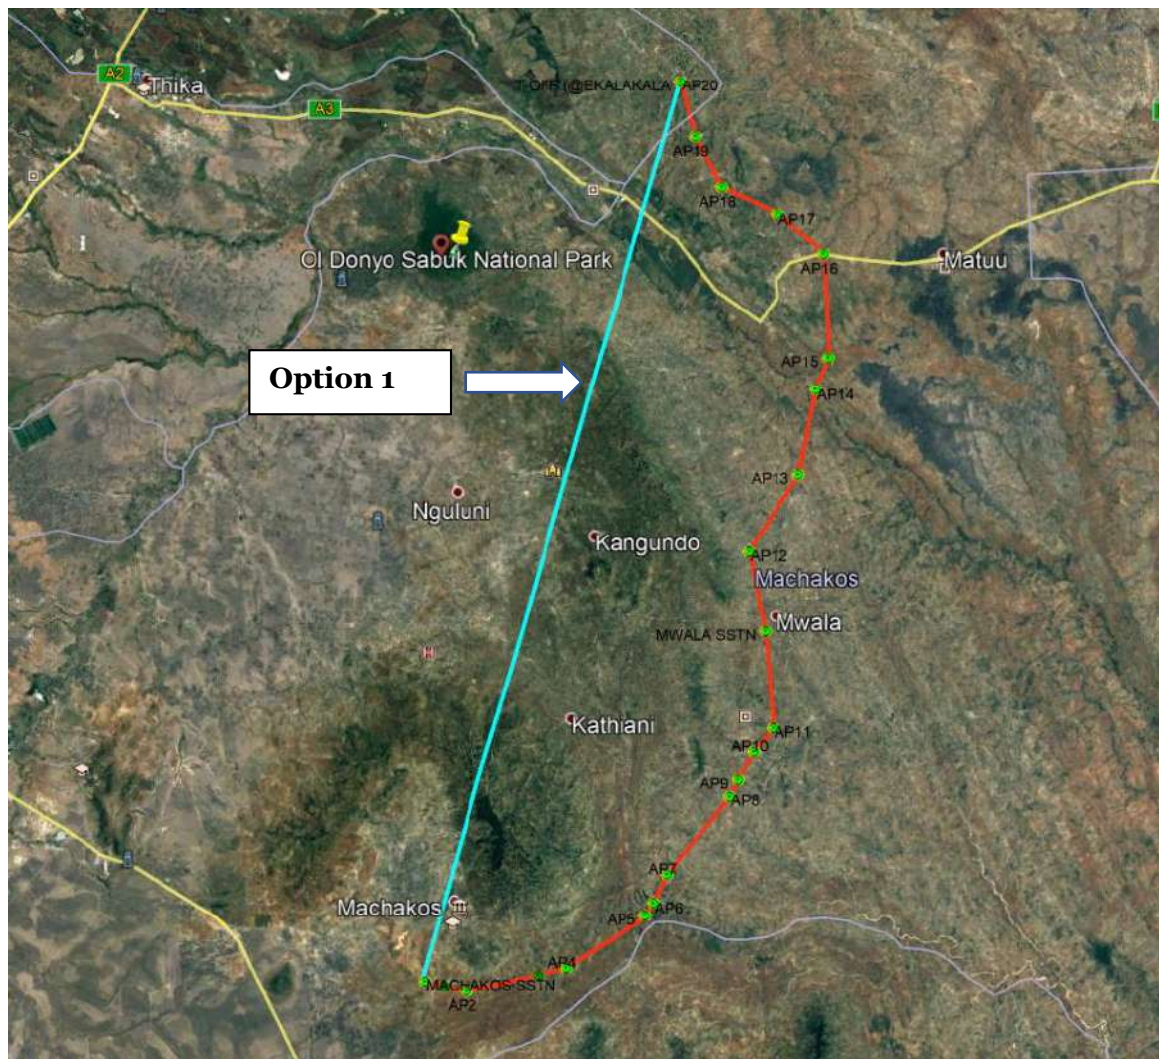 A2
Thika
A3
T-OFF (@EKALAKALA
AP20
AP19
AP18
AP17
AP16
Matuu
Ol Donyo Sabuk National Park
Option 1
AP15
AP14
AP13
Nguluni
Kangundo
AP12
Machakos
Mwala
MWALA SSTN
Kathiani
AP11
AP10
AP9
AP8
AP7
AP6
AP5
Machakos
AP4
MACHAKOS SSTN
AP2